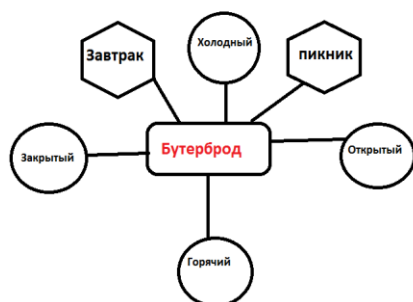 Холодный
Завтрак
пикник
Закрытый
Бутерброд
Открытый
Горячий